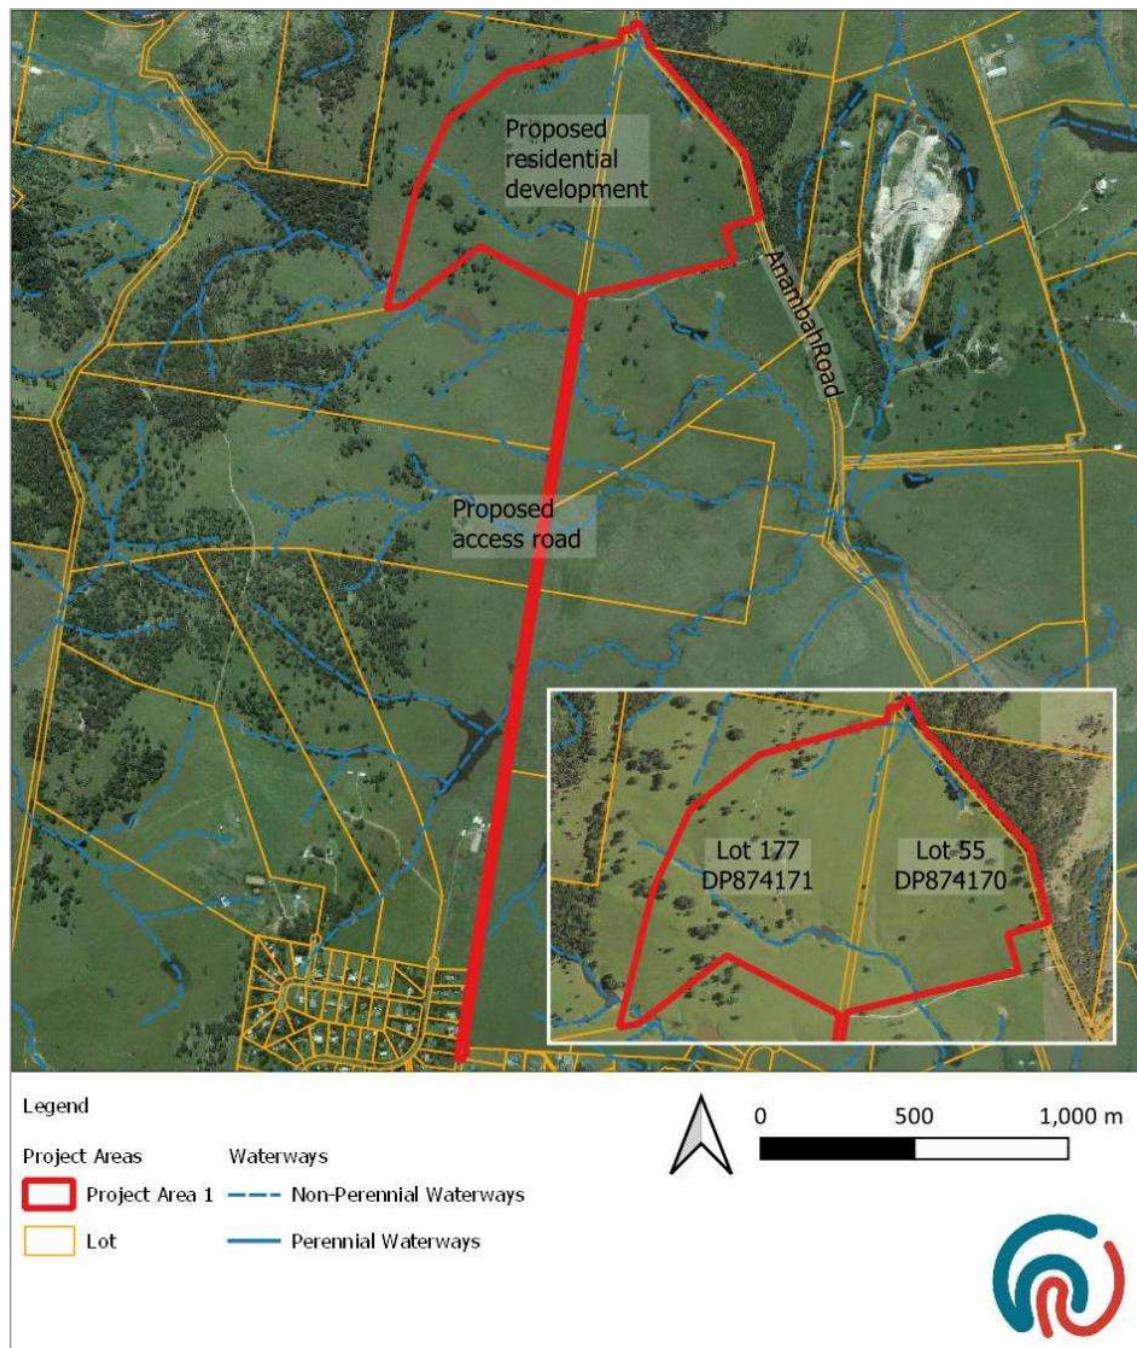 Proposed
residential
development
AnambahRoad
Proposed
access road
Lot 177
DP874171
Lot 55
DP874170
Legend
Project Areas
Project Area 1
Lot
Waterways
Non-Perennial Waterways
Perennial Waterways
0 500 1,000 m